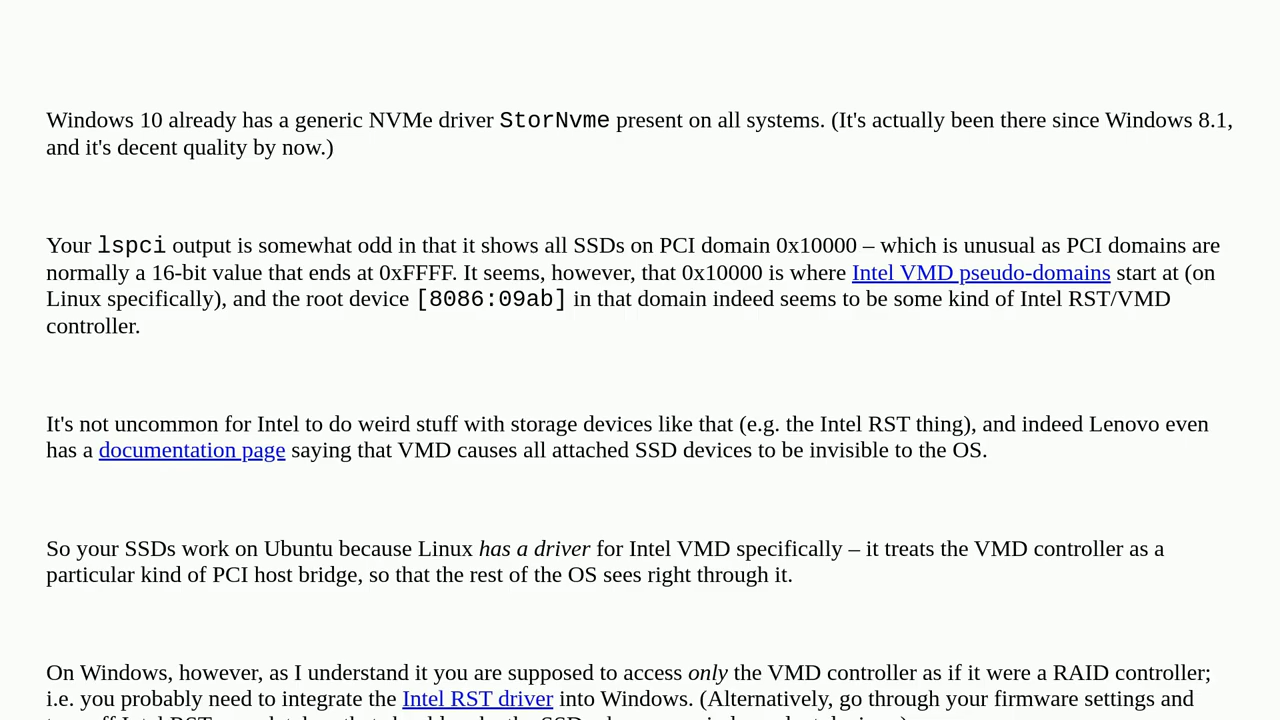 Windows 10 already has a generic NVMe driver StorNvme present on all systems. (It's actually been there since Windows 8.1,
and it's decent quality by now.)
Your lspci output is somewhat odd in that it shows all SSDs on PCI domain 0x10000 – which is unusual as PCI domains are
normally a 16-bit value that ends at 0xFFFF. It seems, however, that 0x10000 is where Intel VMD pseudo-domains start at (on
Linux specifically), and the root device [8086:09ab] in that domain indeed seems to be some kind of Intel RST/VMD
controller.
It's not uncommon for Intel to do weird stuff with storage devices like that (e.g. the Intel RST thing), and indeed Lenovo even
has a documentation page saying that VMD causes all attached SSD devices to be invisible to the OS.
So your SSDs work on Ubuntu because Linux has a driver for Intel VMD specifically – it treats the VMD controller as a
particular kind of PCI host bridge, so that the rest of the OS sees right through it.
On Windows, however, as I understand it you are supposed to access only the VMD controller as if it were a RAID controller;
i.e. you probably need to integrate the Intel RST driver into Windows. (Alternatively, go through your firmware settings and